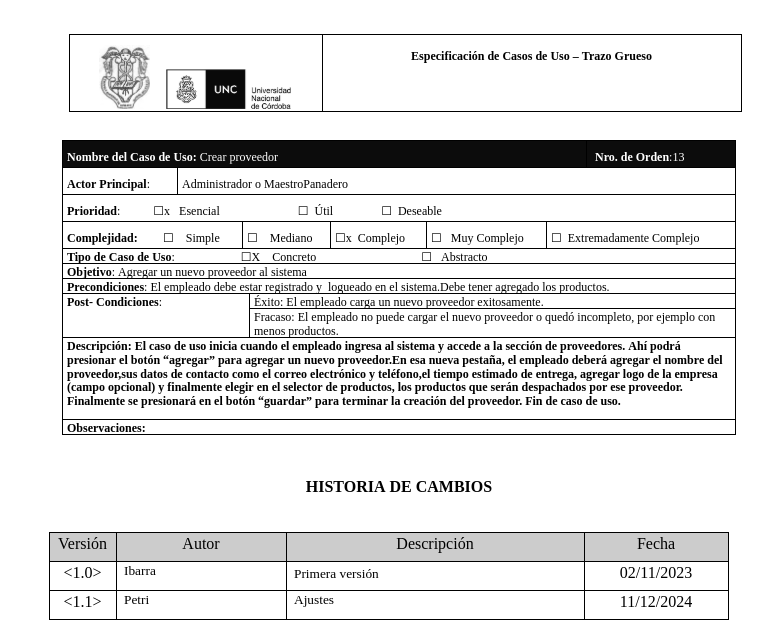 Especificación de Casos de Uso – Trazo Grueso
UNC
Universidad
Nacional
de Córdoba
Nombre del Caso de Uso: Crear proveedor Nro. de Orden:13
Actor Principal: Administrador o MaestroPanadero
Prioridad: ☐x Esencial ☐ Útil ☐ Deseable
Complejidad: ☐ Simple ☐ Mediano ☐x Complejo ☐ Muy Complejo ☐ Extremadamente Complejo
Tipo de Caso de Uso: ☐X Concreto ☐ Abstracto
Objetivo: Agregar un nuevo proveedor al sistema
Precondiciones: El empleado debe estar registrado y logueado en el sistema.Debe tener agregado los productos.
Post- Condiciones: Éxito: El empleado carga un nuevo proveedor exitosamente.
Fracaso: El empleado no puede cargar el nuevo proveedor o quedó incompleto, por ejemplo con
menos productos.
Descripción: El caso de uso inicia cuando el empleado ingresa al sistema y accede a la sección de proveedores. Ahí podrá
presionar el botón “agregar” para agregar un nuevo proveedor.En esa nueva pestaña, el empleado deberá agregar el nombre del
proveedor,sus datos de contacto como el correo electrónico y teléfono,el tiempo estimado de entrega, agregar logo de la empresa
(campo opcional) y finalmente elegir en el selector de productos, los productos que serán despachados por ese proveedor.
Finalmente se presionará en el botón “guardar” para terminar la creación del proveedor. Fin de caso de uso.
Observaciones:
HISTORIA DE CAMBIOS
Versión Autor Descripción Fecha
<1.0> Ibarra Primera versión 02/11/2023
<1.1> Petri Ajustes 11/12/2024